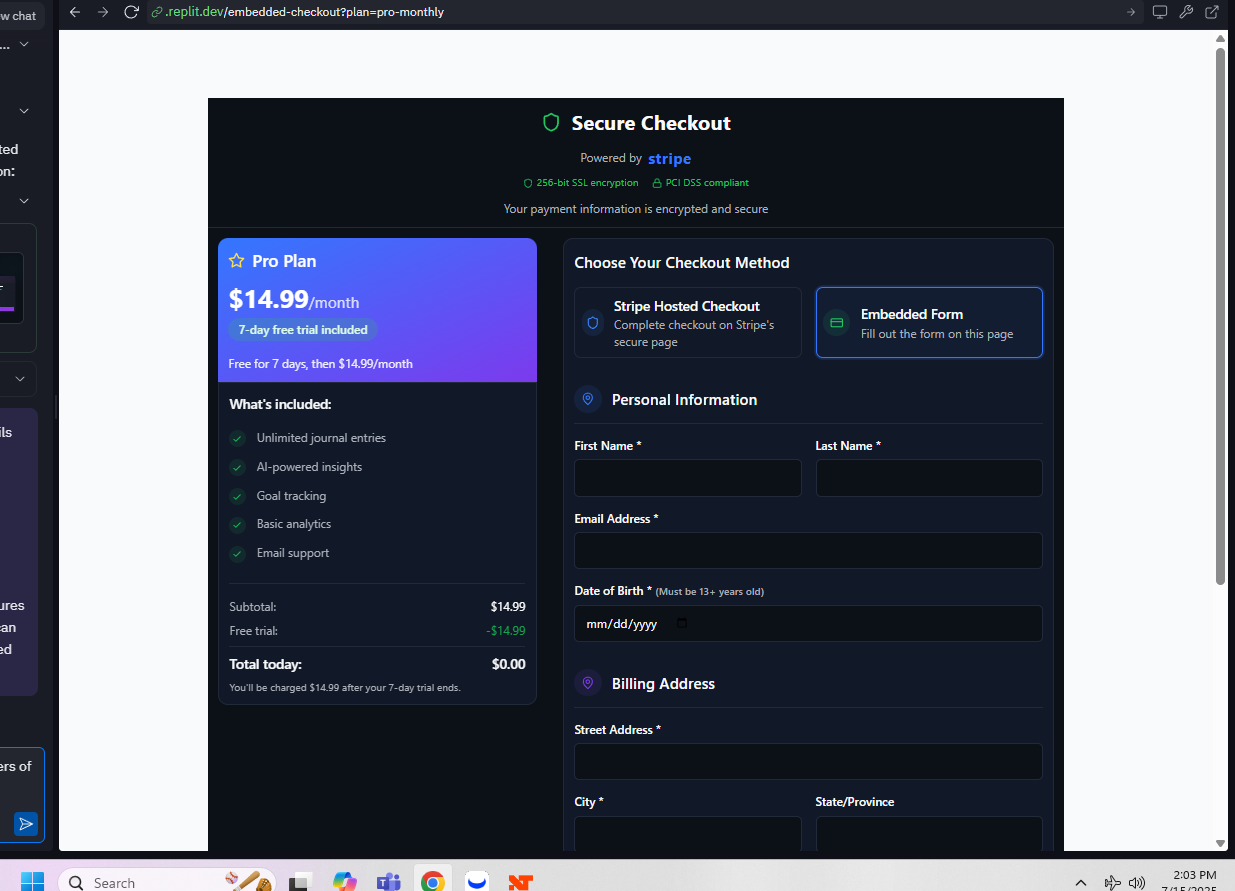 w chat
.replit.dev/embedded-checkout?plan=pro-monthly
...
ted
on:
ils
ures
can
ed
ers of
Secure Checkout
Powered by stripe
256-bit SSL encryption PCI DSS compliant
Your payment information is encrypted and secure
Pro Plan
$14.99/month
7-day free trial included
Free for 7 days, then $14.99/month
What's included:
Unlimited journal entries
AI-powered insights
Goal tracking
Basic analytics
Email support
Subtotal: $14.99
Free trial: -$14.99
Total today: $0.00
You'll be charged $14.99 after your 7-day trial ends.
Choose Your Checkout Method
Stripe Hosted Checkout
Complete checkout on Stripe's
secure page
Embedded Form
Fill out the form on this page
Personal Information
First Name * Last Name *
Email Address *
Date of Birth * (Must be 13+ years old)
mm/dd/yyyy
Billing Address
Street Address *
City * State/Province
Search
2:03 PM
7/15/2025